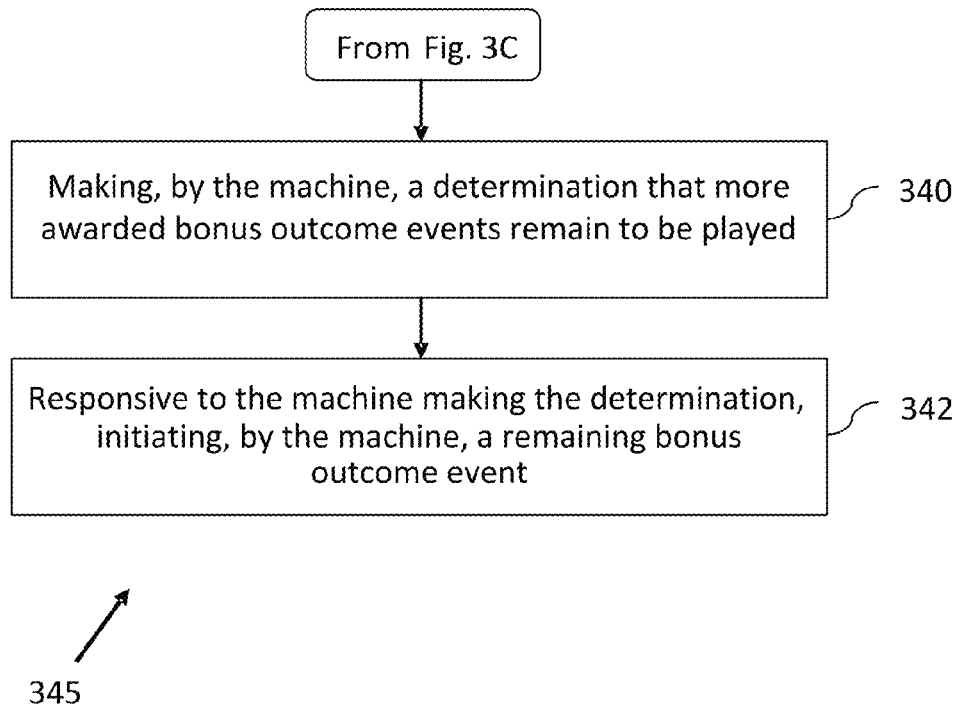 From Fig. 3C
Making, by the machine, a determination that more
awarded bonus outcome events remain to be played
340
Responsive to the machine making the determination,
initiating, by the machine, a remaining bonus
outcome event
342
345